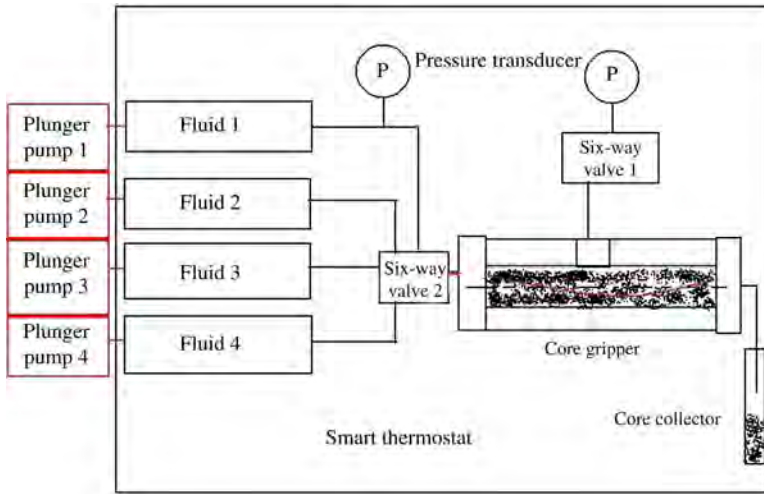 P
Pressure transducer
P
Plunger
pump 1
Fluid 1
Six-way
valve 1
Plunger
pump 2
Fluid 2
Plunger
pump 3
Fluid 3
Six-way
valve 2
Plunger
pump 4
Fluid 4
Core gripper
Core collector
Smart thermostat